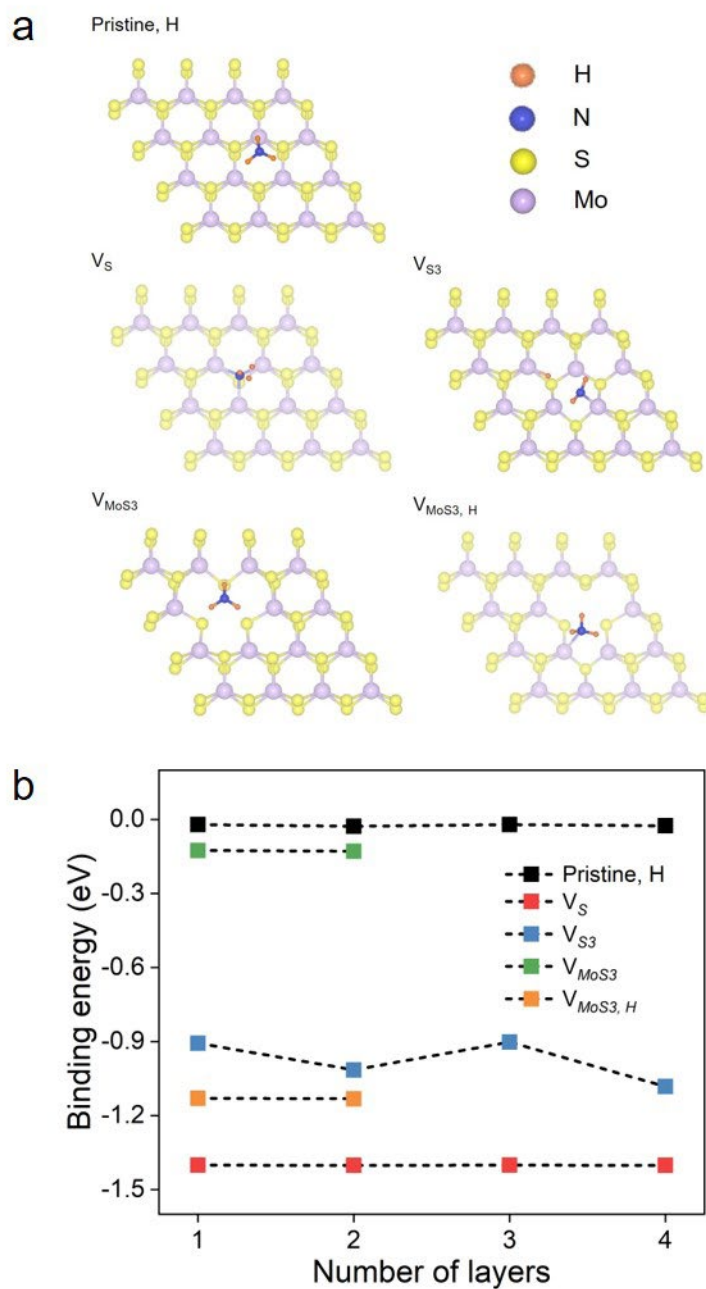 a
Pristine, H
H
N
S
Mo
V_S
V_S3
V_MoS3
V_MoS3, H
b
Binding energy (eV)
0.0
-0.3
-0.6
-0.9
-1.2
-1.5
Pristine, H
V_S
V_S3
V_MoS3
V_MoS3, H
1 2 3 4
Number of layers